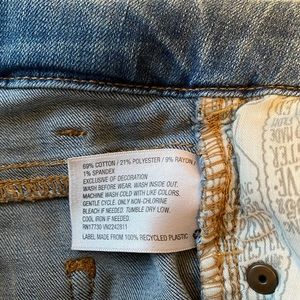 69% COTTON / 21% POLYESTER / 9% RAYON /
1% SPANDEX
EXCLUSIVE OF DECORATION
WASH BEFORE WEAR. WASH INSIDE OUT.
MACHINE WASH COLD WITH LIKE COLORS.
GENTLE CYCLE. ONLY NON-CHLORINE
BLEACH IF NEEDED. TUMBLE DRY LOW.
COOL IRON IF NEEDED.
RN17730 VN2242811
LABEL MADE FROM 100% RECYCLED PLASTIC